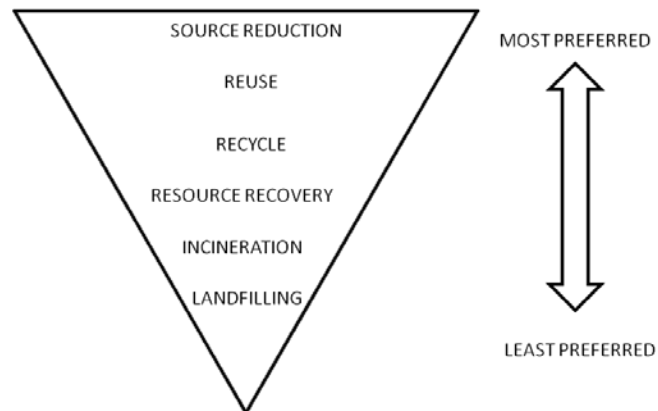 SOURCE REDUCTION
MOST PREFERRED
REUSE
RECYCLE
RESOURCE RECOVERY
INCINERATION
LANDFILLING
LEAST PREFERRED